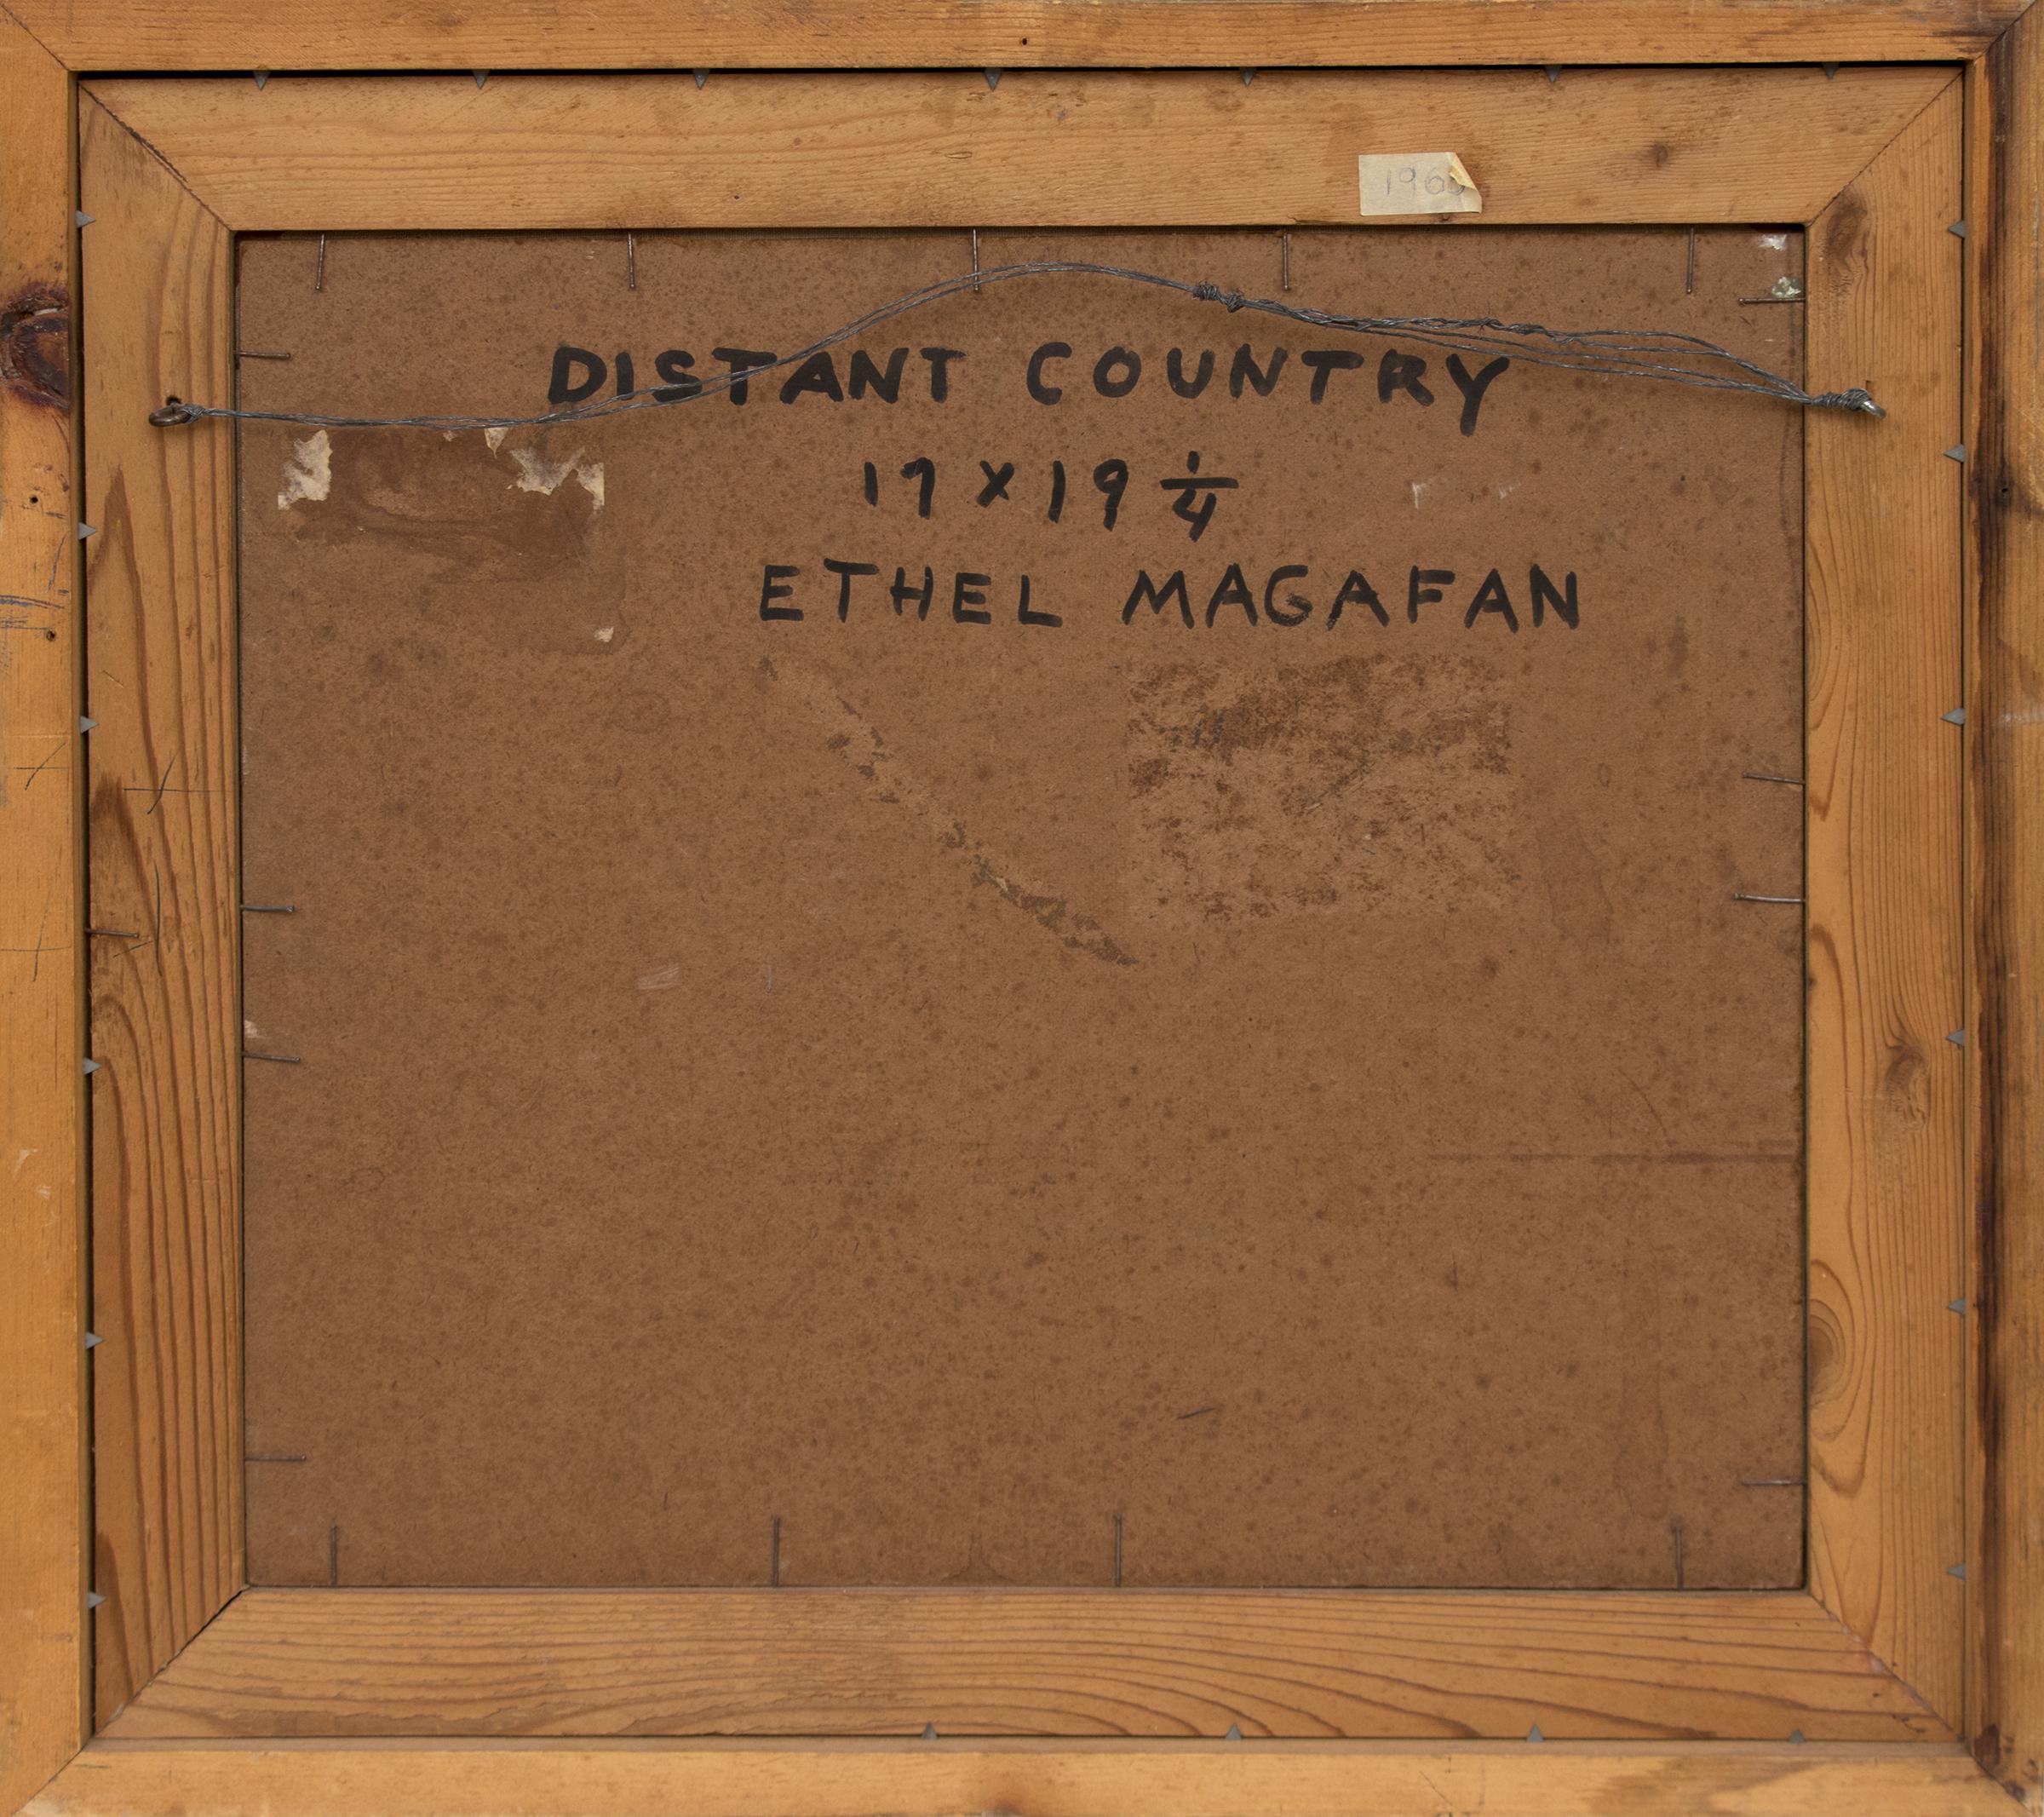 DISTANT COUNTRY
17 x 19 1/4
ETHEL MAGAFAN